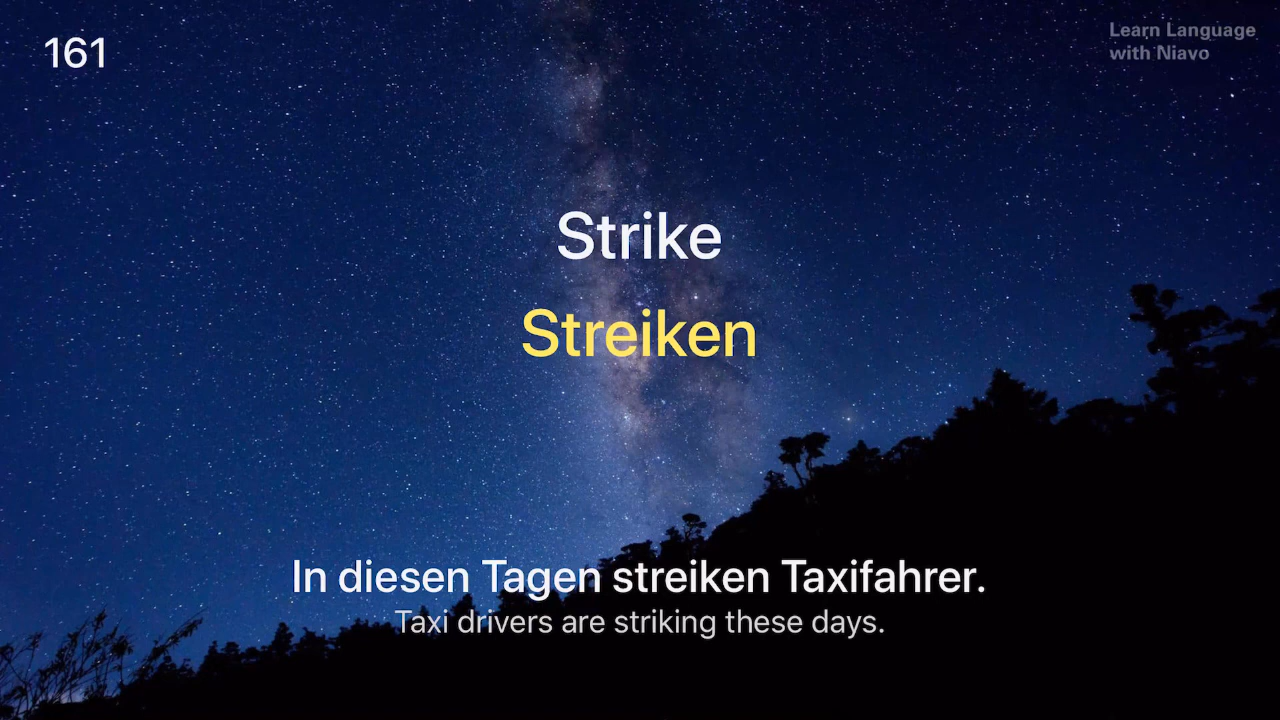 161
Learn Language
with Niavo
Strike
Streiken
In diesen Tagen streiken Taxifahrer.
Taxi drivers are striking these days.